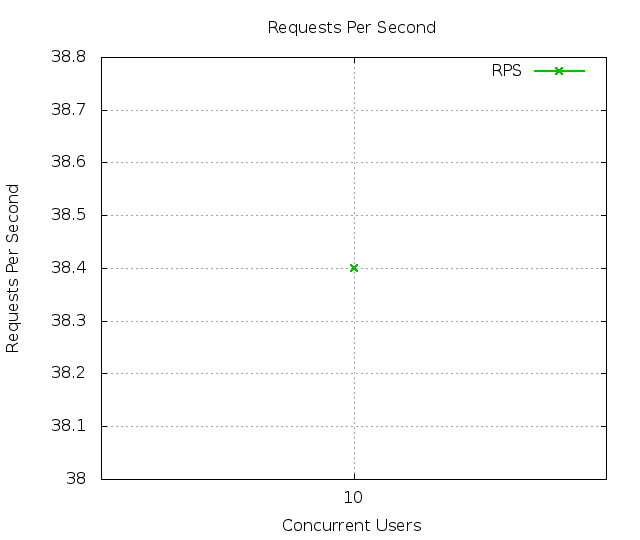 Requests Per Second
38.8
RPS
38.7
38.6
38.5
38.4
38.3
38.2
38.1
38
Requests Per Second
10
Concurrent Users